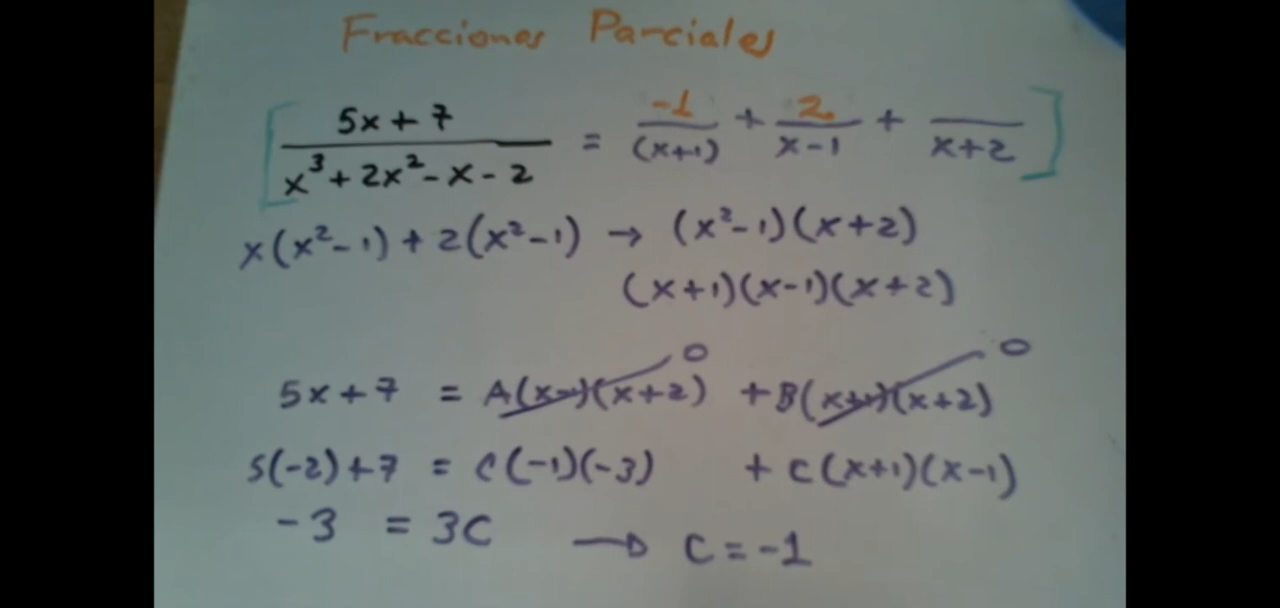 Fracciones Parciales
[ 5x + 7 / x³ + 2x² - x - 2 = -1 / (x+1) + 2 / x-1 + / x+2 ]
x(x²-1) + 2(x²-1) → (x²-1)(x+2)
(x+1)(x-1)(x+2)
0 0
5x + 7 = A(x-1)(x+2) + B(x+1)(x+2)
5(-2)+7 = C(-1)(-3) + C(x+1)(x-1)
-3 = 3C → C = -1